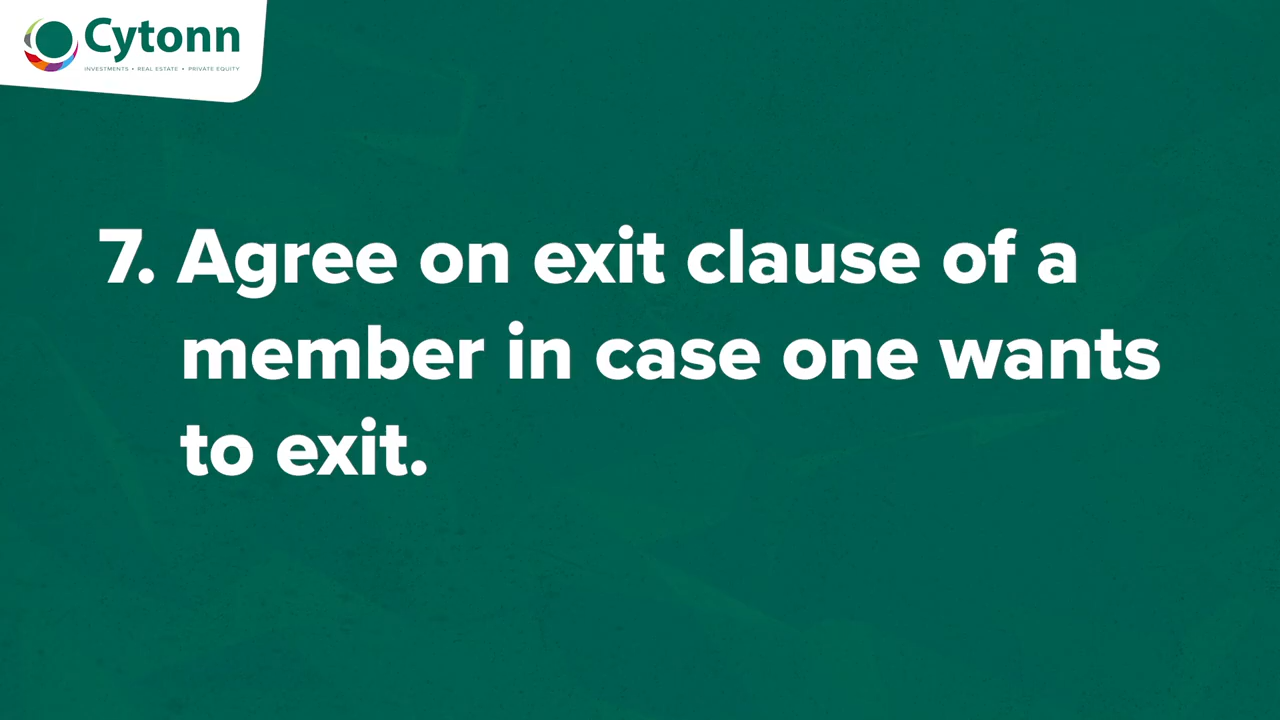 Cytonn
INVESTMENTS • REAL ESTATE • PRIVATE EQUITY
7. Agree on exit clause of a
member in case one wants
to exit.